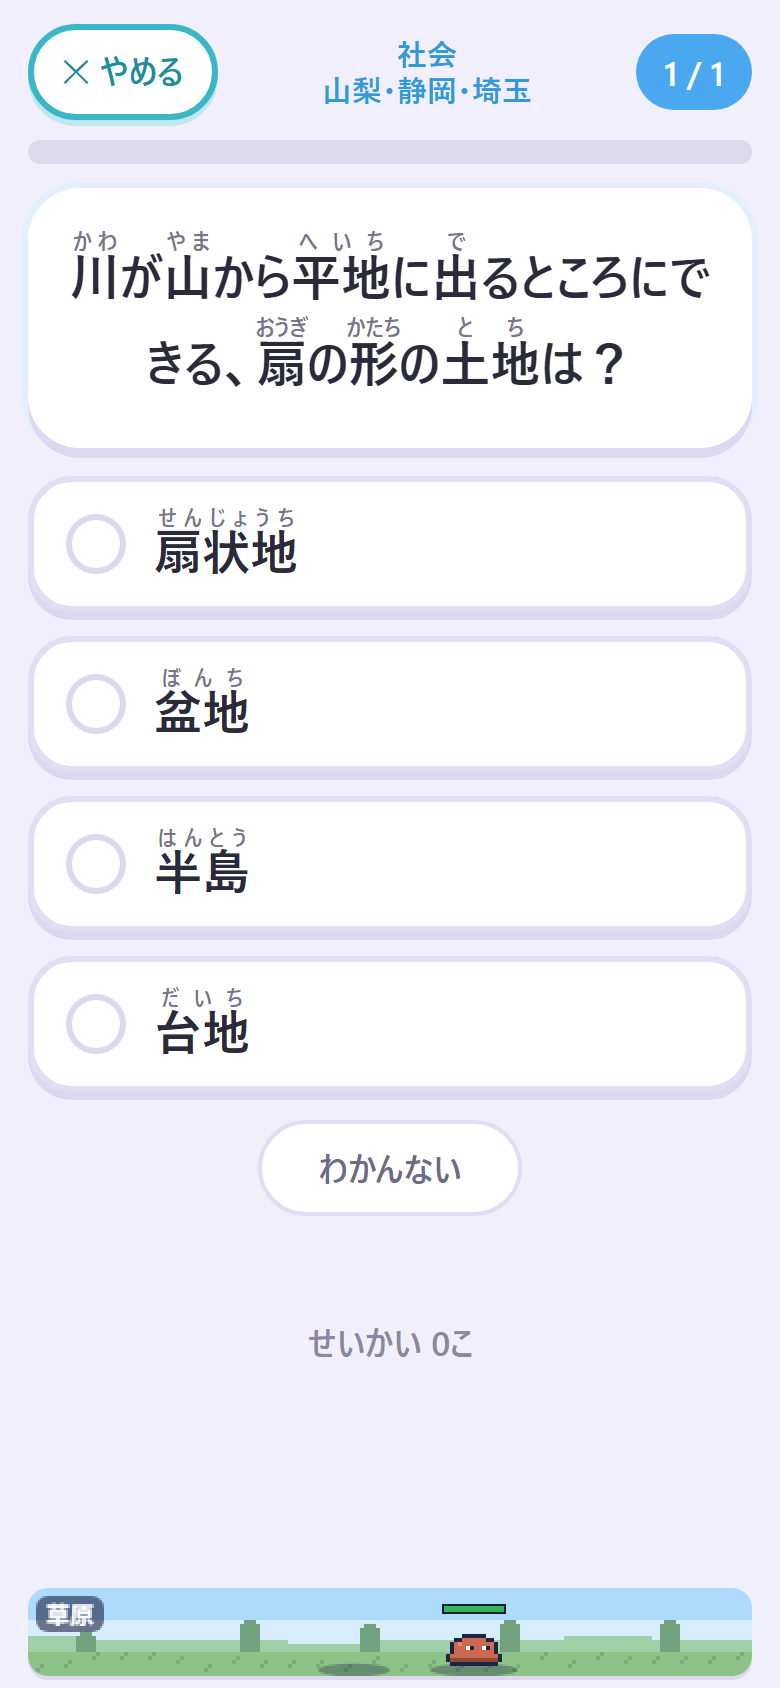 × やめる
社会
山梨･静岡･埼玉
1 / 1
かわ やま へいち で
川が山から平地に出るところにで
おうぎ かたち とち
きる、扇の形の土地は？
せんじょうち
扇状地
ぼんち
盆地
はんとう
半島
だいち
台地
わかんない
せいかい 0こ
草原